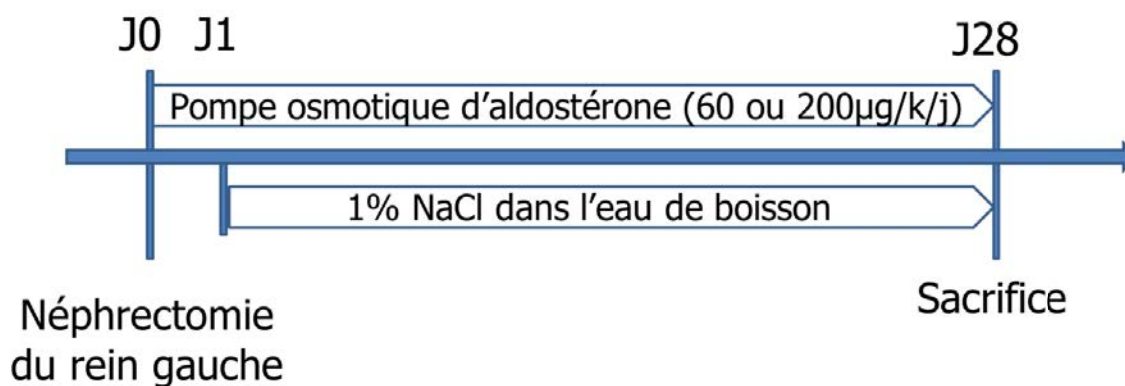 J0 J1 J28
Pompe osmotique d'aldostérone (60 ou 200µg/k/j)
1% NaCl dans l'eau de boisson
Néphrectomie
du rein gauche
Sacrifice